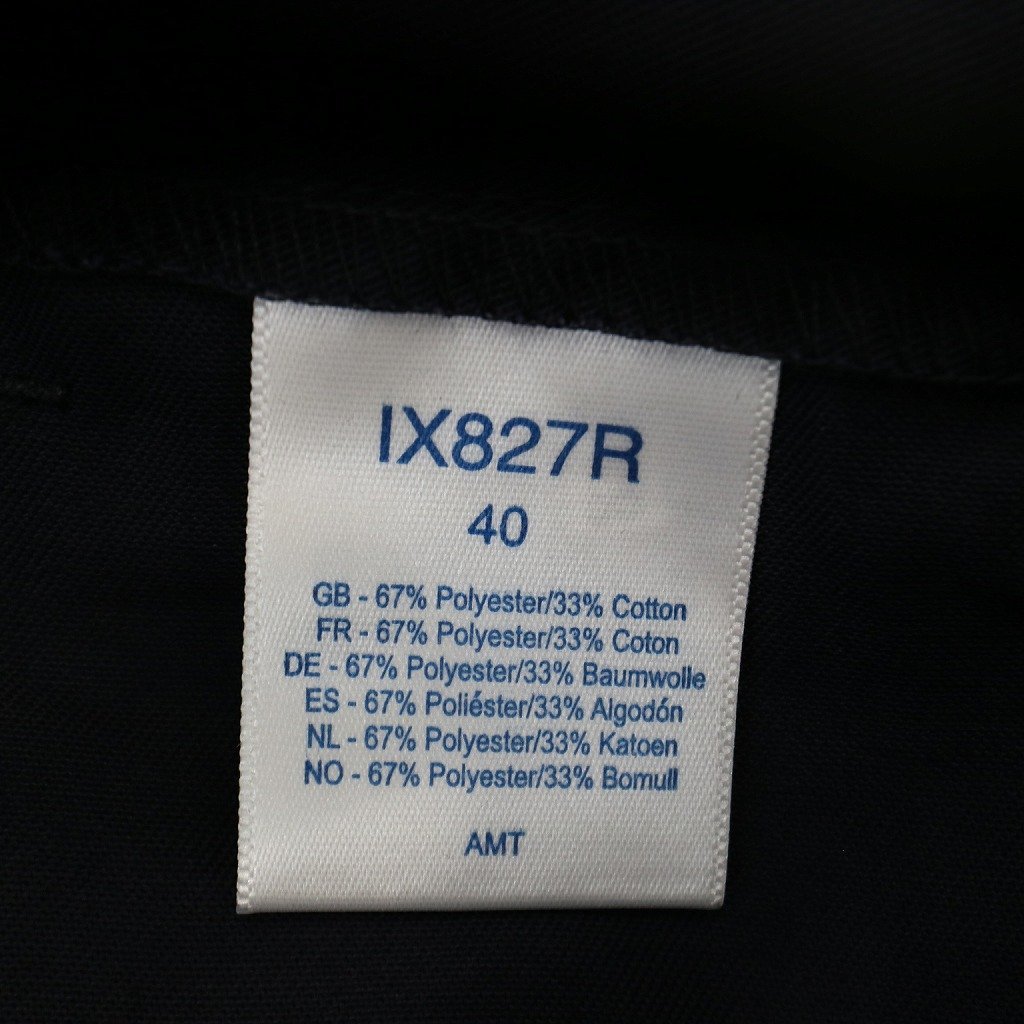 IX827R
40
GB - 67% Polyester/33% Cotton
FR - 67% Polyester/33% Coton
DE - 67% Polyester/33% Baumwolle
ES - 67% Poliéster/33% Algodón
NL - 67% Polyester/33% Katoen
NO - 67% Polyester/33% Bomull
AMT